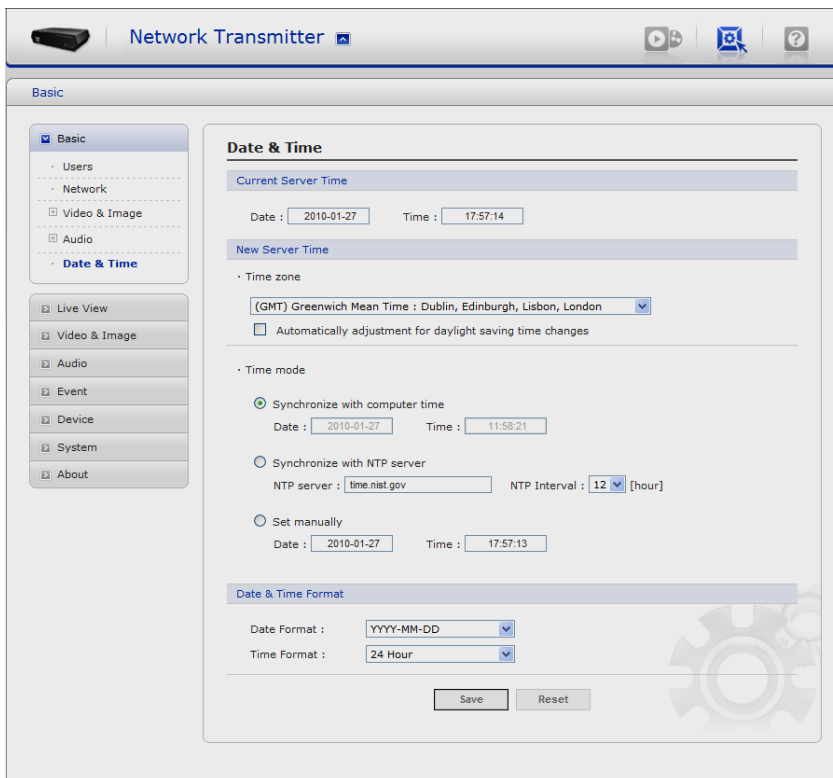 Network Transmitter
Basic
Basic
· Users
· Network
Video & Image
Audio
· Date & Time
Live View
Video & Image
Audio
Event
Device
System
About
Date & Time
Current Server Time
Date : 2010-01-27 Time : 17:57:14
New Server Time
· Time zone
(GMT) Greenwich Mean Time : Dublin, Edinburgh, Lisbon, London
Automatically adjustment for daylight saving time changes
· Time mode
Synchronize with computer time
Date : 2010-01-27 Time : 11:58:21
Synchronize with NTP server
NTP server : time.nist.gov NTP Interval : 12 [hour]
Set manually
Date : 2010-01-27 Time : 17:57:13
Date & Time Format
Date Format : YYYY-MM-DD
Time Format : 24 Hour
Save Reset